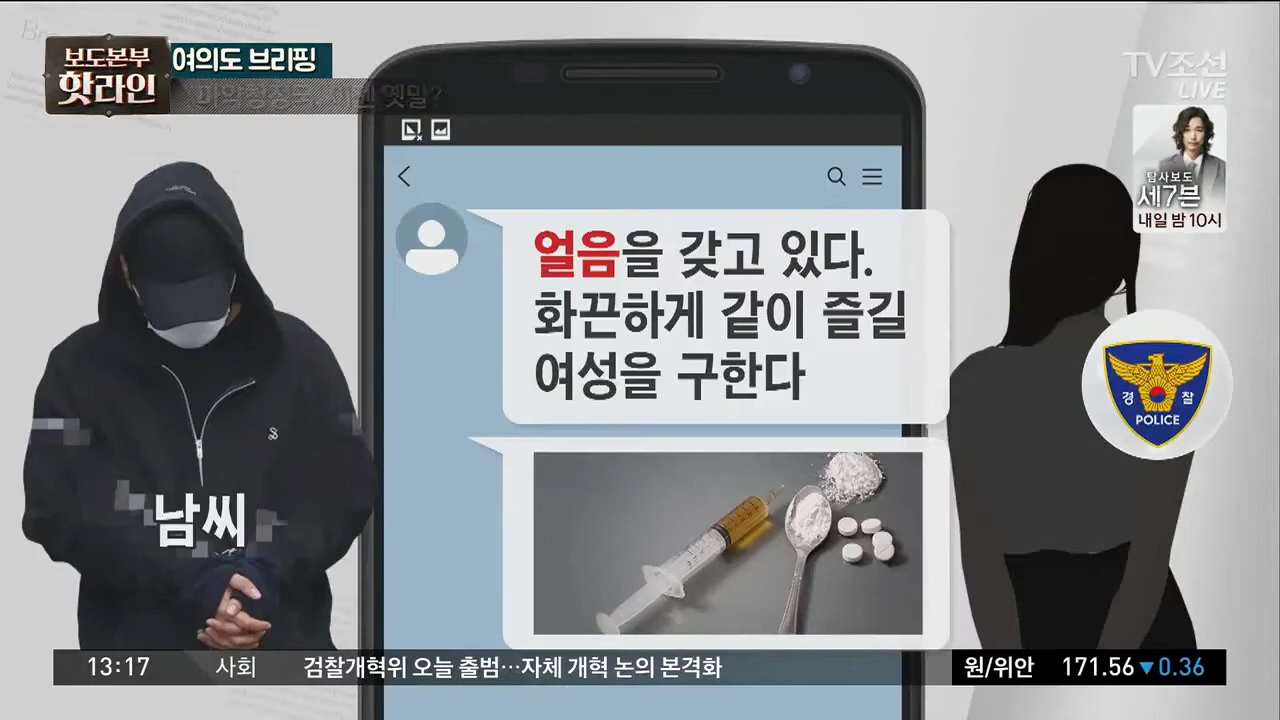 보도본부
핫라인
여의도 브리핑
옛말?
TV조선
LIVE
탐사보도
세7븐
내일 밤 10시
얼음을 갖고 있다.
화끈하게 같이 즐길
여성을 구한다
경 찰
POLICE
남씨
13:17 사회 검찰개혁위 오늘 출범…자체 개혁 논의 본격화 원/위안 171.56▼0.36